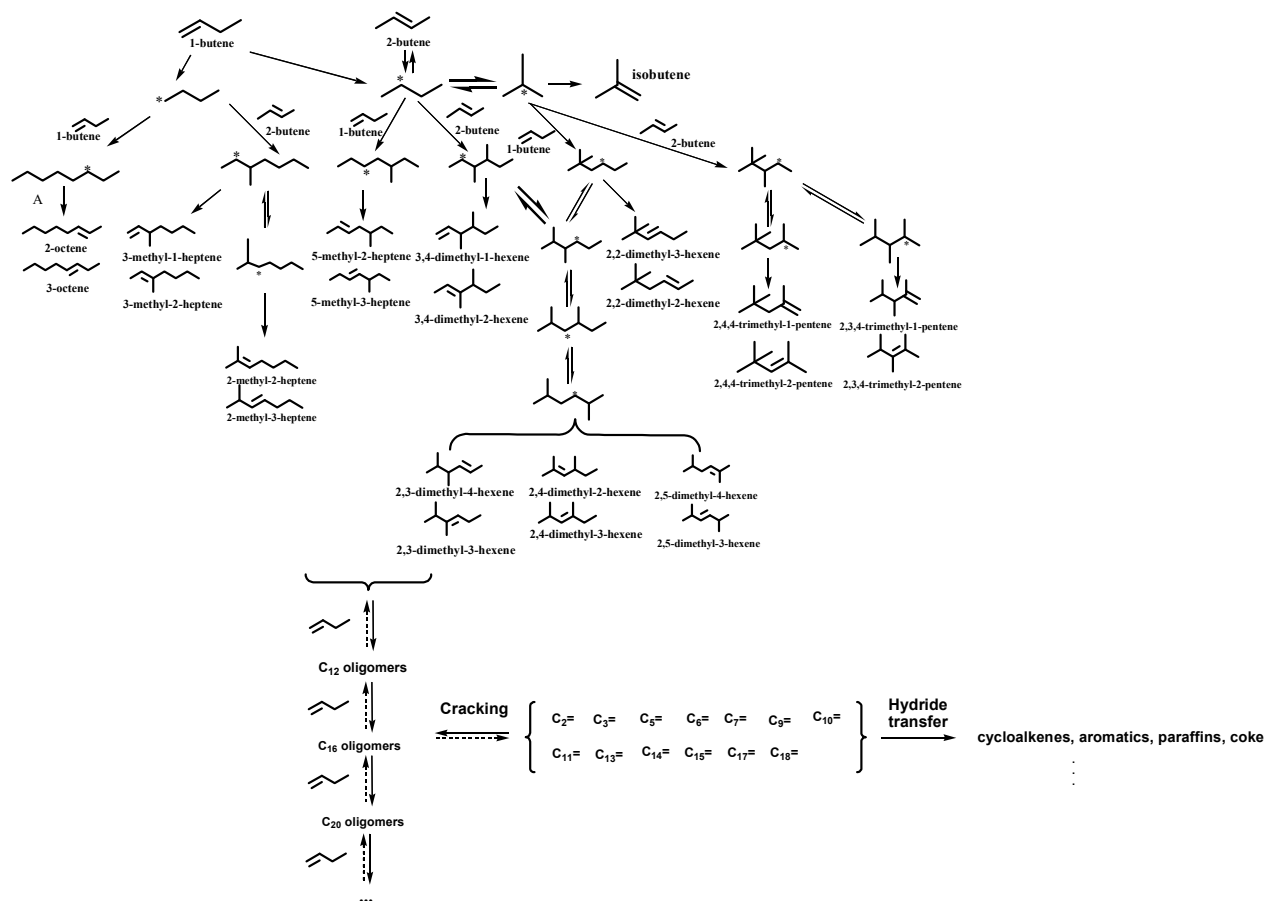 1-butene
2-butene
isobutene
*
*
*
1-butene
2-butene
1-butene
2-butene
1-butene
2-butene
*
*
*
*
*
*
A
2-octene
3-octene
3-methyl-1-heptene
3-methyl-2-heptene
*
5-methyl-2-heptene
5-methyl-3-heptene
3,4-dimethyl-1-hexene
3,4-dimethyl-2-hexene
*
2,2-dimethyl-3-hexene
2,2-dimethyl-2-hexene
*
*
2,4,4-trimethyl-1-pentene
2,3,4-trimethyl-1-pentene
2,4,4-trimethyl-2-pentene
2,3,4-trimethyl-2-pentene
*
2-methyl-2-heptene
2-methyl-3-heptene
*
2,3-dimethyl-4-hexene
2,4-dimethyl-2-hexene
2,5-dimethyl-4-hexene
2,3-dimethyl-3-hexene
2,4-dimethyl-3-hexene
2,5-dimethyl-3-hexene
C12 oligomers
C16 oligomers
C20 oligomers
...
Cracking
C2= C3= C5= C6= C7= C9= C10=
C11= C13= C14= C15= C17= C18=
Hydride
transfer
cycloalkenes, aromatics, paraffins, coke
.
.
.